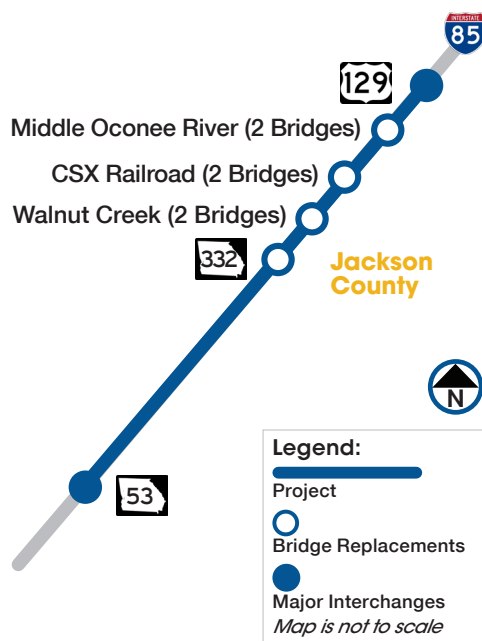 INTERSTATE
85
129
Middle Oconee River (2 Bridges)
CSX Railroad (2 Bridges)
Walnut Creek (2 Bridges)
332
Jackson
County
N
53
Legend:
Project
Bridge Replacements
Major Interchanges
Map is not to scale